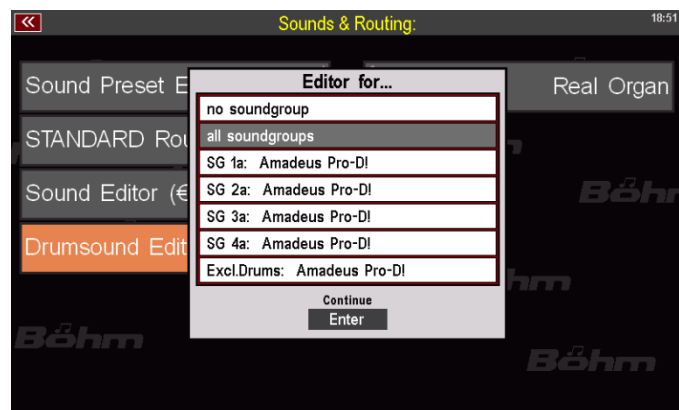 Sounds & Routing:
18:51
Sound Preset E
Real Organ
STANDARD Rou
Sound Editor (€
Drumsound Edit
Editor for...
no soundgroup
all soundgroups
SG 1a: Amadeus Pro-D!
SG 2a: Amadeus Pro-D!
SG 3a: Amadeus Pro-D!
SG 4a: Amadeus Pro-D!
Excl.Drums: Amadeus Pro-D!
Continue
Enter
Böhr
hm
Böhm
Böhm